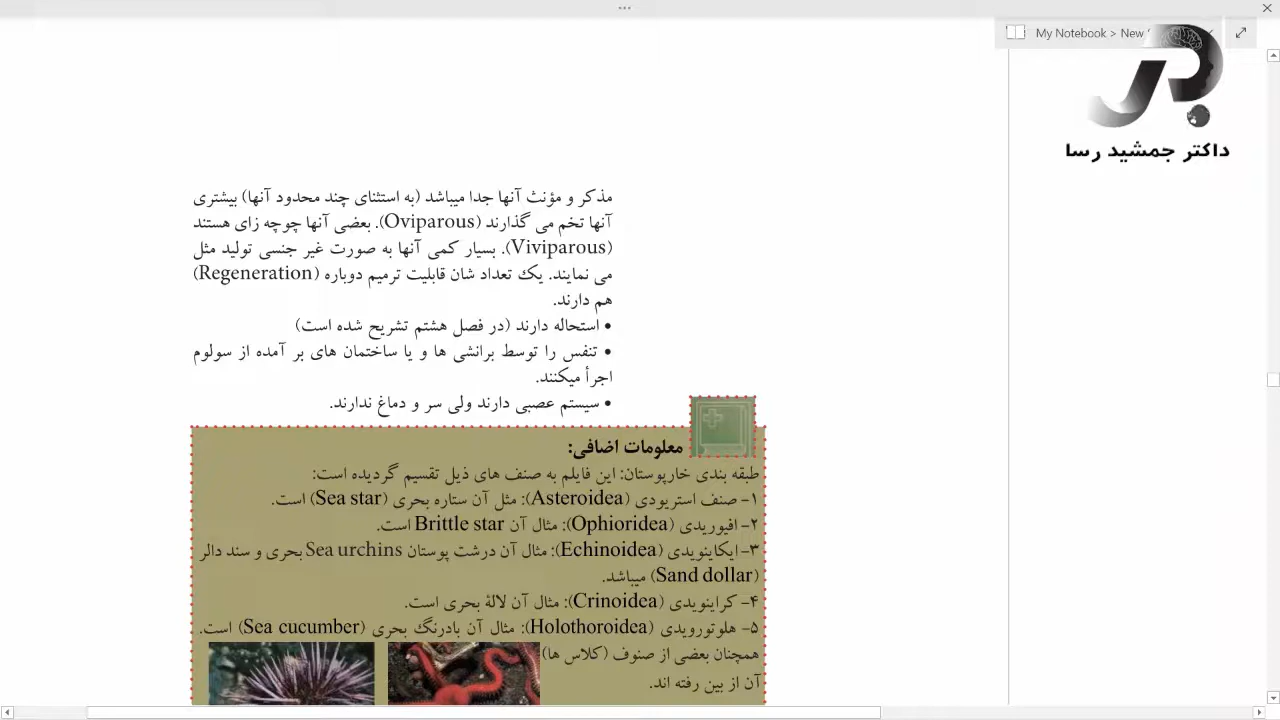 My Notebook > New
داکتر جمشید رسا
مذکر و مؤنث آنها جدا میباشد (به استثنای چند محدود آنها) بیشتری
آنها تخم می گذارند (Oviparous). بعضی آنها چوچه زای هستند
(Viviparous). بسیار کمی آنها به صورت غیر جنسی تولید مثل
می نمایند. یک تعداد شان قابلیت ترمیم دوباره (Regeneration)
هم دارند.
• استحاله دارند (در فصل هشتم تشریح شده است)
• تنفس را توسط برانشی ها و یا ساختمان های بر آمده از سولوم
اجرأ میکنند.
• سیستم عصبی دارند ولی سر و دماغ ندارند.
معلومات اضافی:
طبقه بندی خارپوستان: این فایلم به صنف های ذیل تقسیم گردیده است:
۱- صنف استریودی (Asteroidea): مثل آن ستاره بحری (Sea star) است.
۲- افیوریدی (Ophioridea): مثال آن Brittle star است.
۳- ایکاینویدی (Echinoidea): مثال آن درشت پوستان Sea urchins بحری و سند دالر
(Sand dollar) میباشد.
۴- کراینویدی (Crinoidea): مثال آن لالۀ بحری است.
۵- هلوتورویدی (Holothoroidea): مثال آن بادرنگ بحری (Sea cucumber) است.
همچنان بعضی از صنوف (کلاس ها)
آن از بین رفته اند.